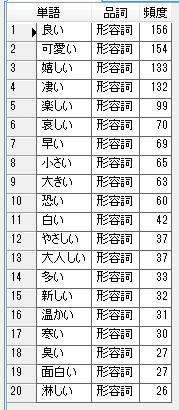 単語 品詞 頻度
1 良い 形容詞 156
2 可愛い 形容詞 154
3 嬉しい 形容詞 133
4 凄い 形容詞 132
5 楽しい 形容詞 99
6 哀しい 形容詞 70
7 早い 形容詞 69
8 小さい 形容詞 65
9 大きい 形容詞 63
10 恐い 形容詞 60
11 白い 形容詞 42
12 やさしい 形容詞 37
13 大人しい 形容詞 37
14 多い 形容詞 33
15 新しい 形容詞 32
16 温かい 形容詞 31
17 寒い 形容詞 30
18 臭い 形容詞 27
19 面白い 形容詞 27
20 淋しい 形容詞 26